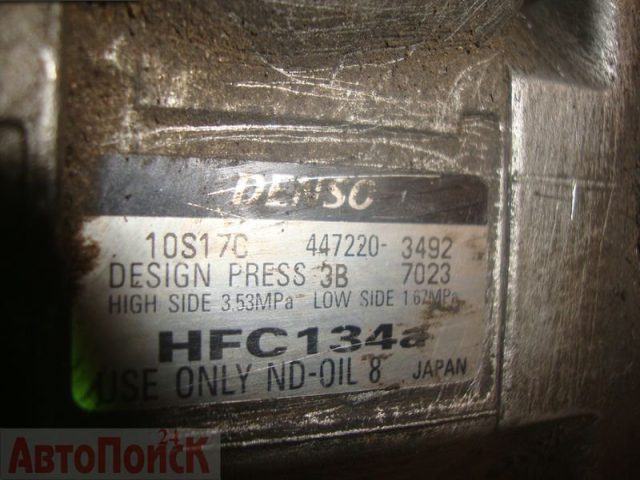 DENSO
10S17C 447220- 3492
DESIGN PRESS 3B 7023
HIGH SIDE 3.53MPa LOW SIDE 1.67MPa
HFC134a
USE ONLY ND-OIL 8 JAPAN
24
АвтоПоисК